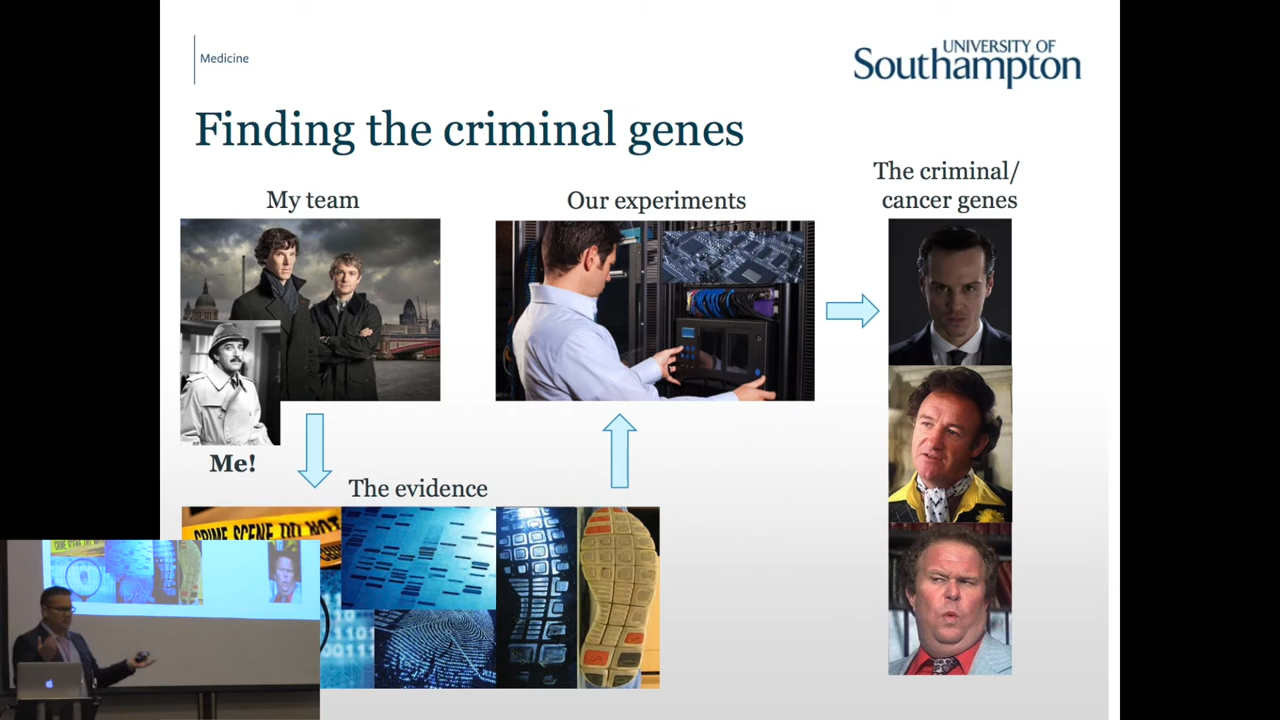 Medicine
UNIVERSITY OF
Southampton
Finding the criminal genes
My team
Our experiments
The criminal/
cancer genes
Me!
The evidence
CRIME SCENE DO NOT